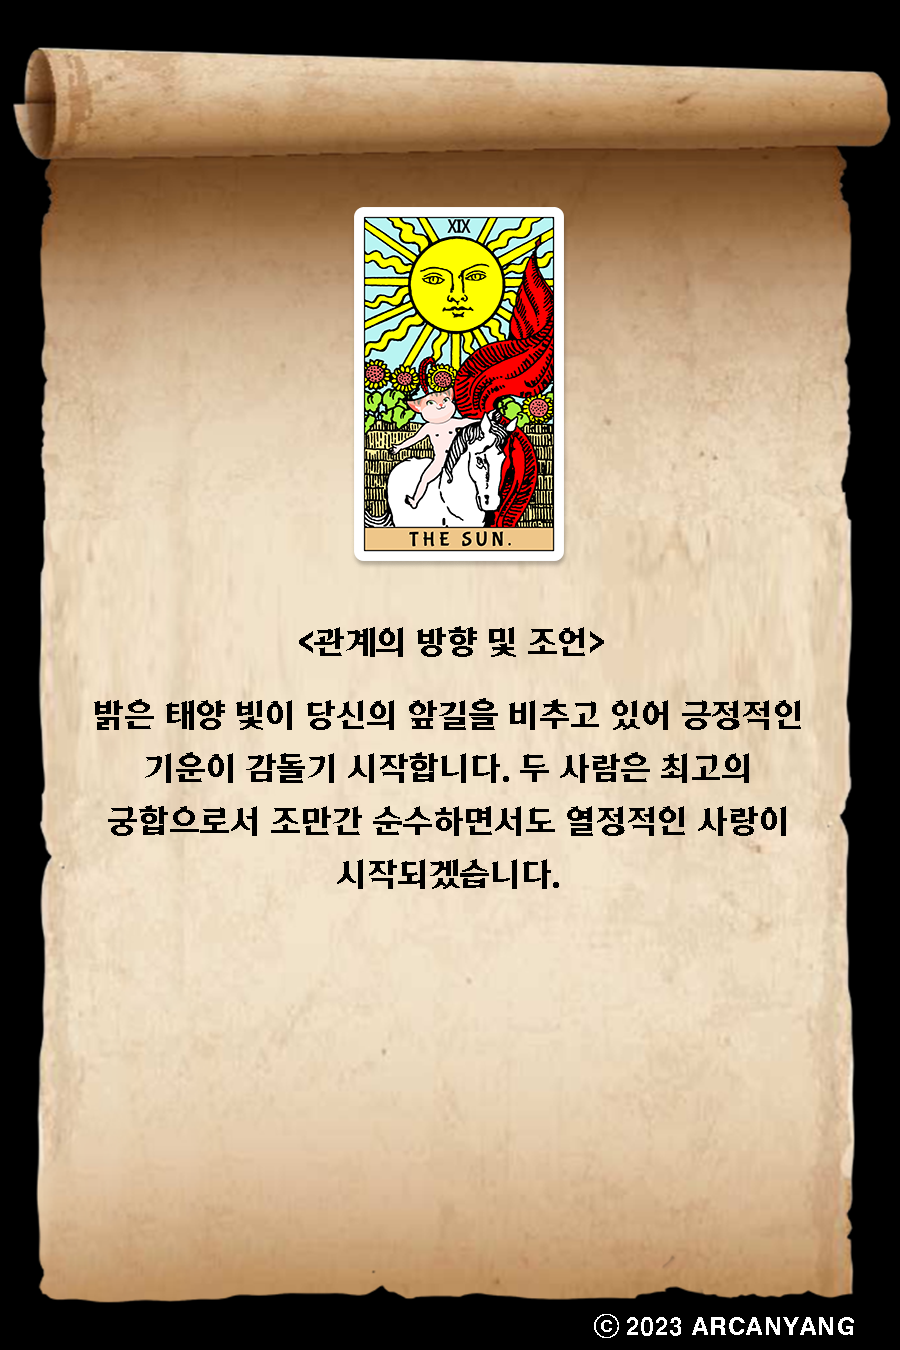 XIX
THE SUN.
<관계의 방향 및 조언>
밝은 태양 빛이 당신의 앞길을 비추고 있어 긍정적인
기운이 감돌기 시작합니다. 두 사람은 최고의
궁합으로서 조만간 순수하면서도 열정적인 사랑이
시작되겠습니다.
© 2023 ARCANYANG